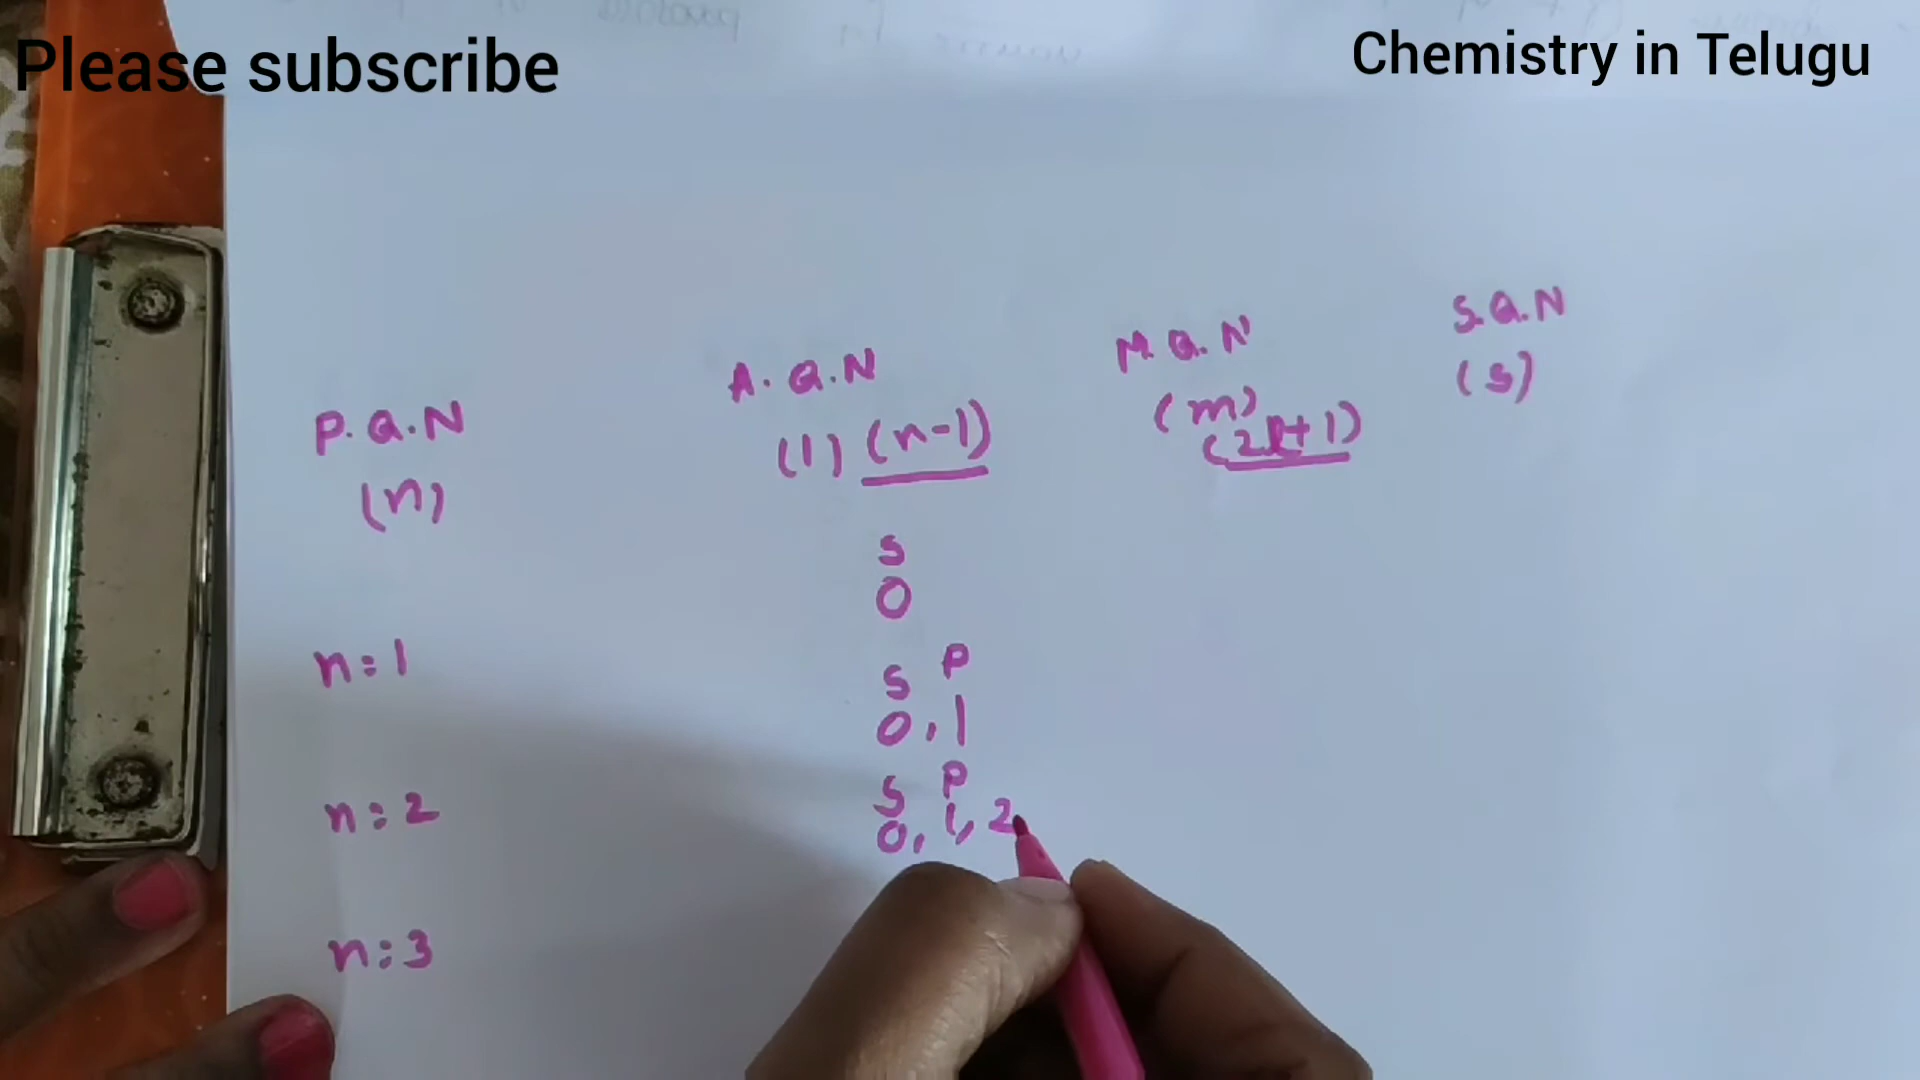 Please subscribe
Chemistry in Telugu
P.Q.N
(n)
A.Q.N
(l) (n-1)
M.Q.N
(m)
(2l+1)
S.Q.N
(s)
n=1
S
0
n=2
S P
0, 1
n=3
S P
0, 1, 2